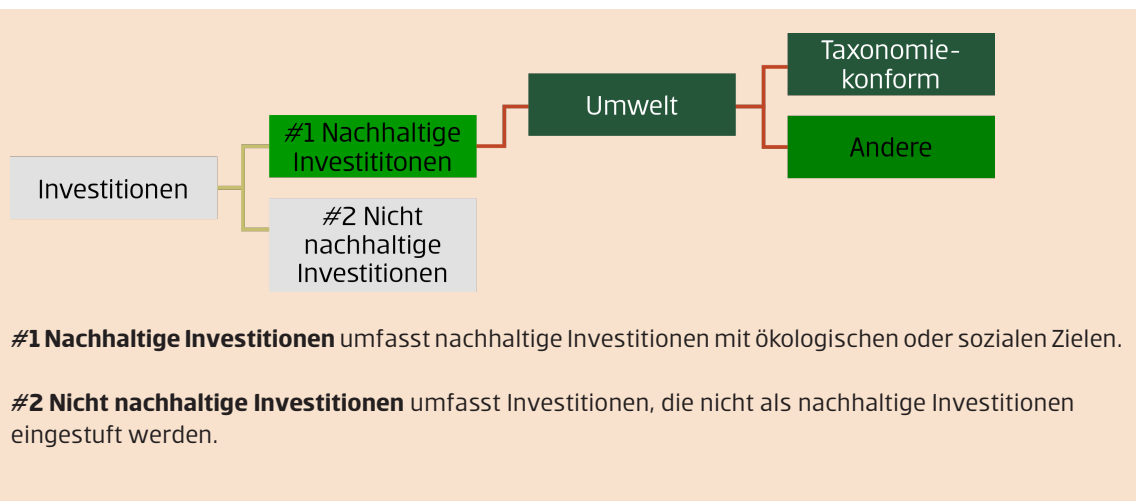 Taxonomie-
konform
Umwelt
#1 Nachhaltige
Investititonen
Andere
Investitionen
#2 Nicht
nachhaltige
Investitionen
#1 Nachhaltige Investitionen umfasst nachhaltige Investitionen mit ökologischen oder sozialen Zielen.
#2 Nicht nachhaltige Investitionen umfasst Investitionen, die nicht als nachhaltige Investitionen
eingestuft werden.